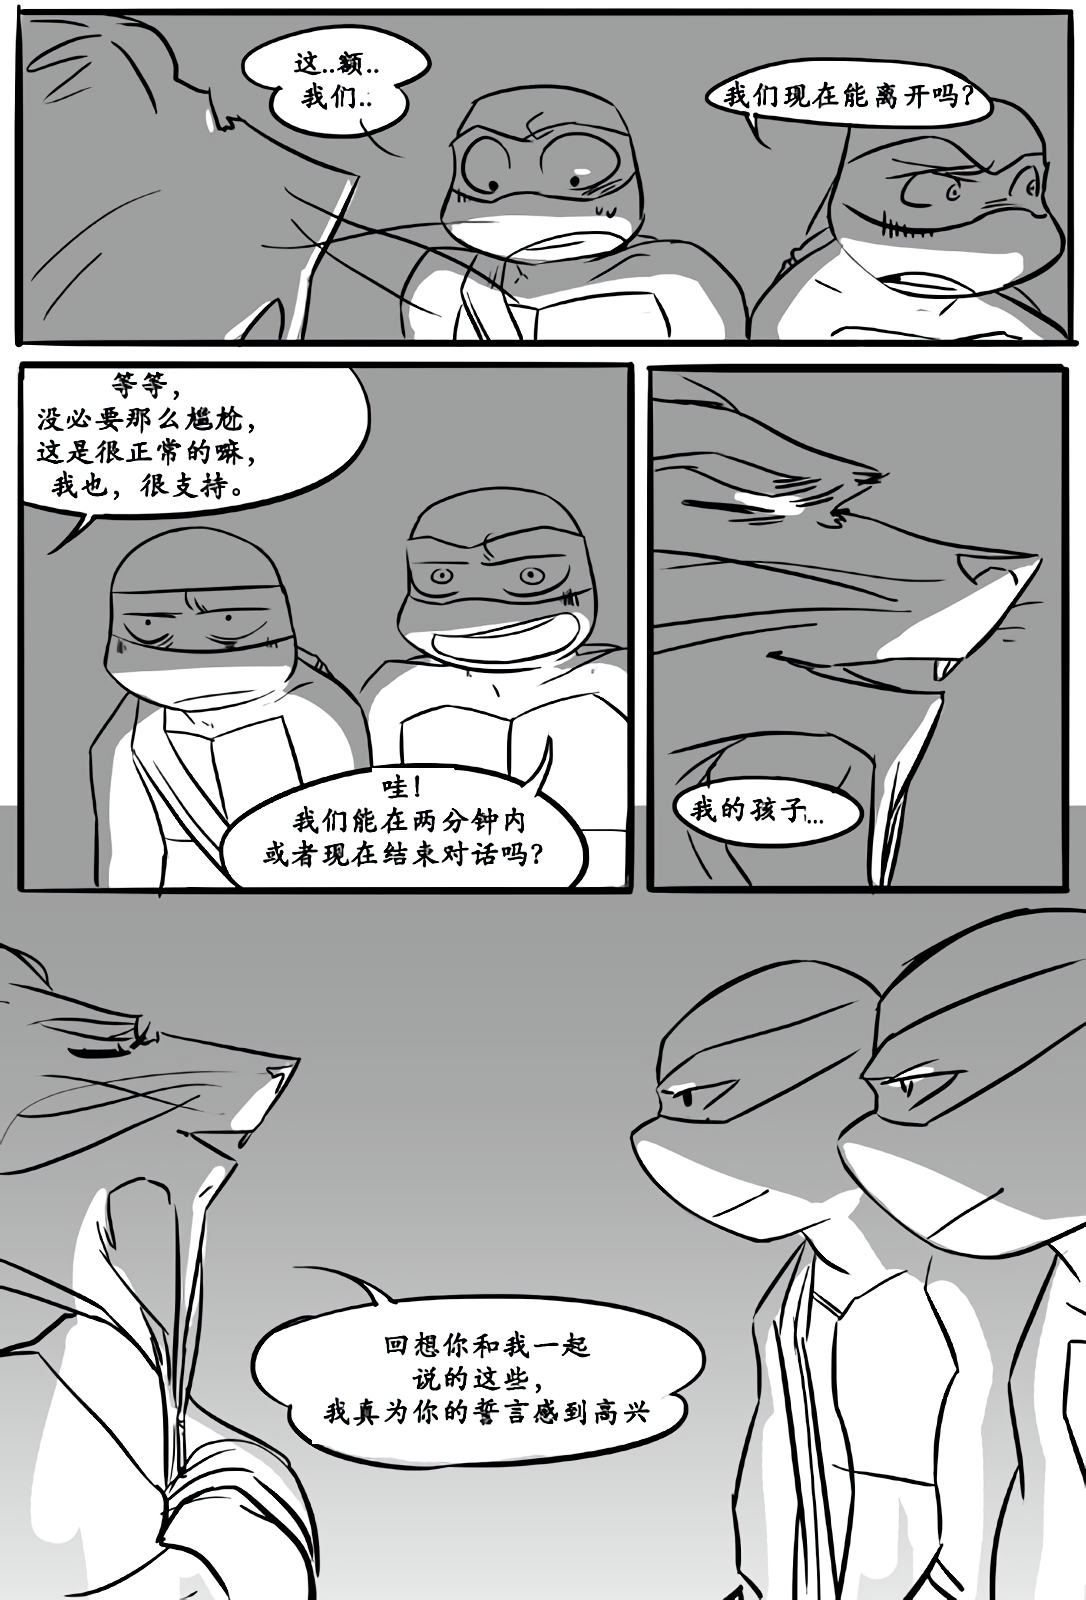 这..额..
我们..
我们现在能离开吗?
等等，
没必要那么尴尬，
这是很正常的嘛，
我也，很支持。
哇!
我们能在两分钟内
或者现在结束对话吗?
我的孩子...
回想你和我一起
说的这些，
我真为你的誓言感到高兴